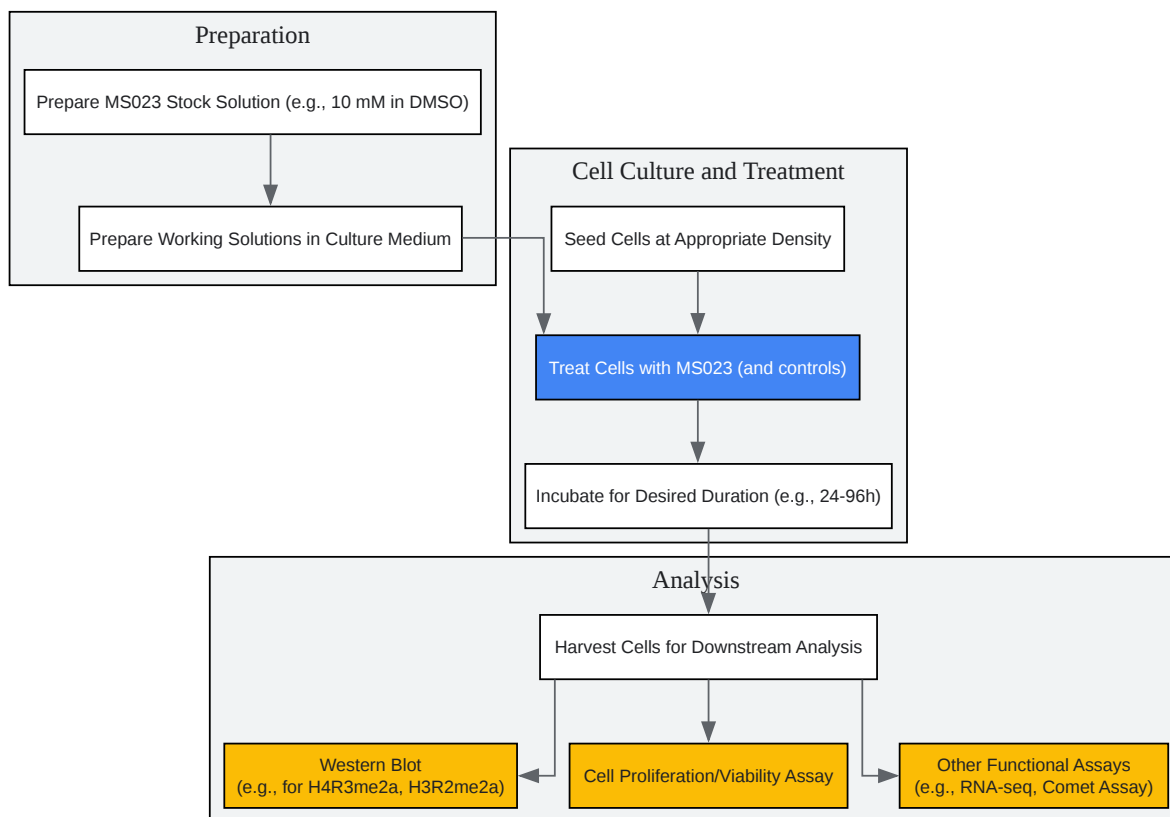 Preparation
Prepare MS023 Stock Solution (e.g., 10 mM in DMSO)
Prepare Working Solutions in Culture Medium
Cell Culture and Treatment
Seed Cells at Appropriate Density
Treat Cells with MS023 (and controls)
Incubate for Desired Duration (e.g., 24-96h)
Analysis
Harvest Cells for Downstream Analysis
Western Blot
(e.g., for H4R3me2a, H3R2me2a)
Cell Proliferation/Viability Assay
Other Functional Assays
(e.g., RNA-seq, Comet Assay)